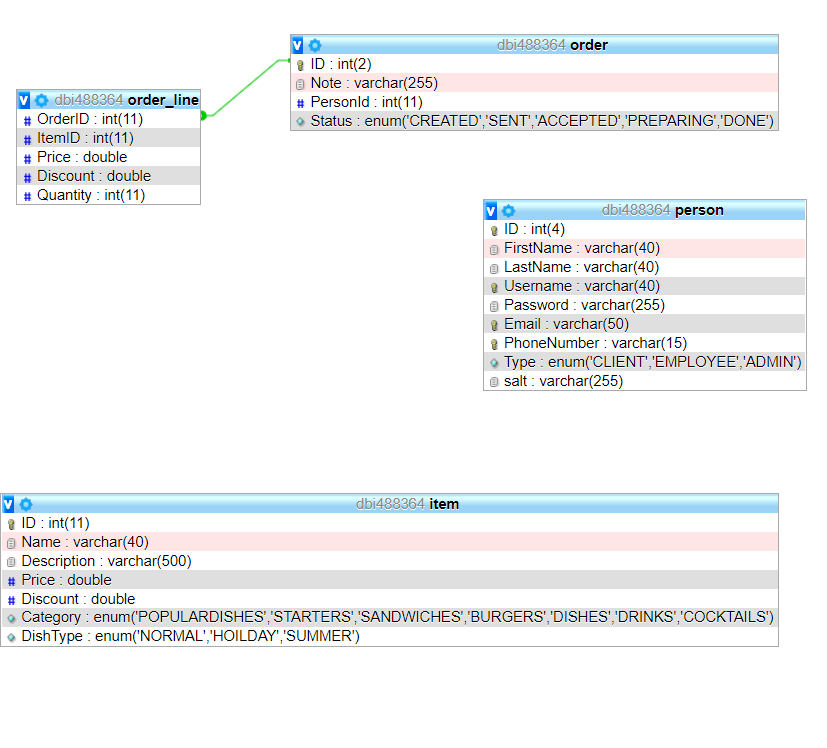 v dbi488364 order
ID : int(2)
Note : varchar(255)
# PersonId : int(11)
Status : enum('CREATED','SENT','ACCEPTED','PREPARING','DONE')
v dbi488364 order_line
# OrderID : int(11)
# ItemID : int(11)
# Price : double
# Discount : double
# Quantity : int(11)
v dbi488364 person
ID : int(4)
FirstName : varchar(40)
LastName : varchar(40)
Username : varchar(40)
Password : varchar(255)
Email : varchar(50)
PhoneNumber : varchar(15)
Type : enum('CLIENT','EMPLOYEE','ADMIN')
salt : varchar(255)
v dbi488364 item
ID : int(11)
Name : varchar(40)
Description : varchar(500)
# Price : double
# Discount : double
Category : enum('POPULARDISHES','STARTERS','SANDWICHES','BURGERS','DISHES','DRINKS','COCKTAILS')
DishType : enum('NORMAL','HOILDAY','SUMMER')